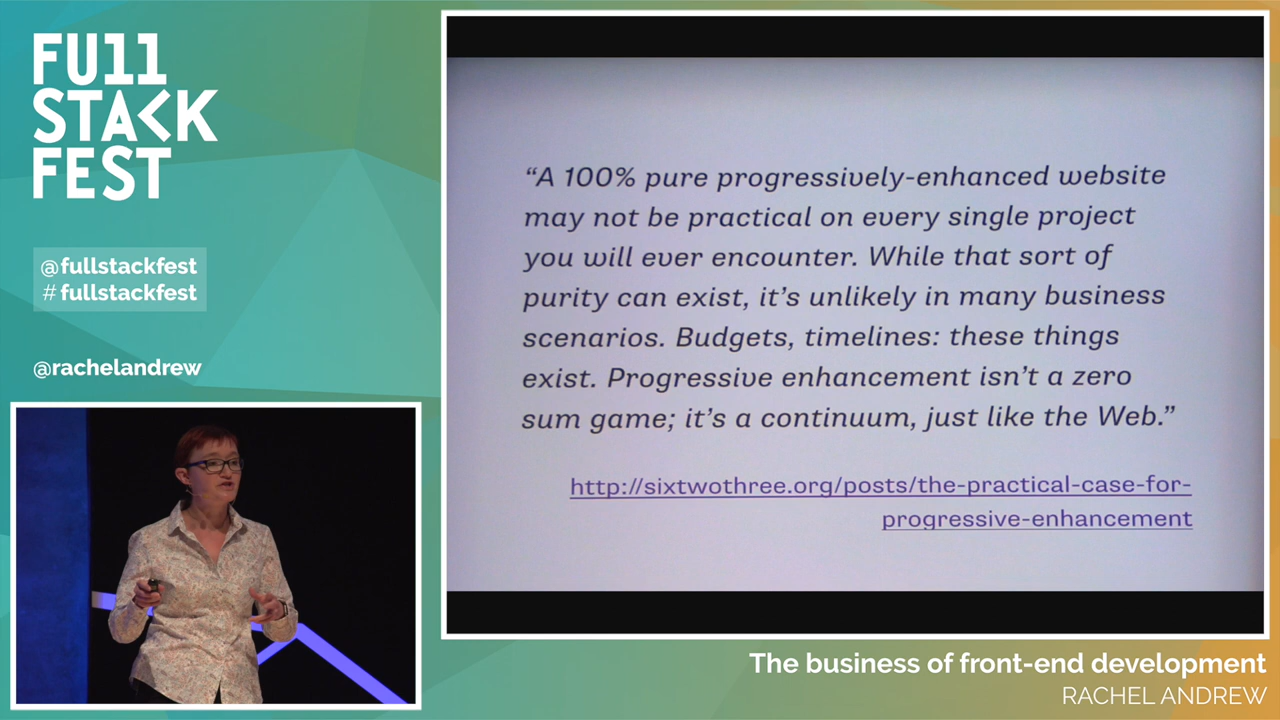 FULL
STACK
FEST
@fullstackfest
# fullstackfest
@rachelandrew
“A 100% pure progressively-enhanced website
may not be practical on every single project
you will ever encounter. While that sort of
purity can exist, it’s unlikely in many business
scenarios. Budgets, timelines: these things
exist. Progressive enhancement isn’t a zero
sum game; it’s a continuum, just like the Web.”
http://sixtwothree.org/posts/the-practical-case-for-
progressive-enhancement
The business of front-end development
RACHEL ANDREW